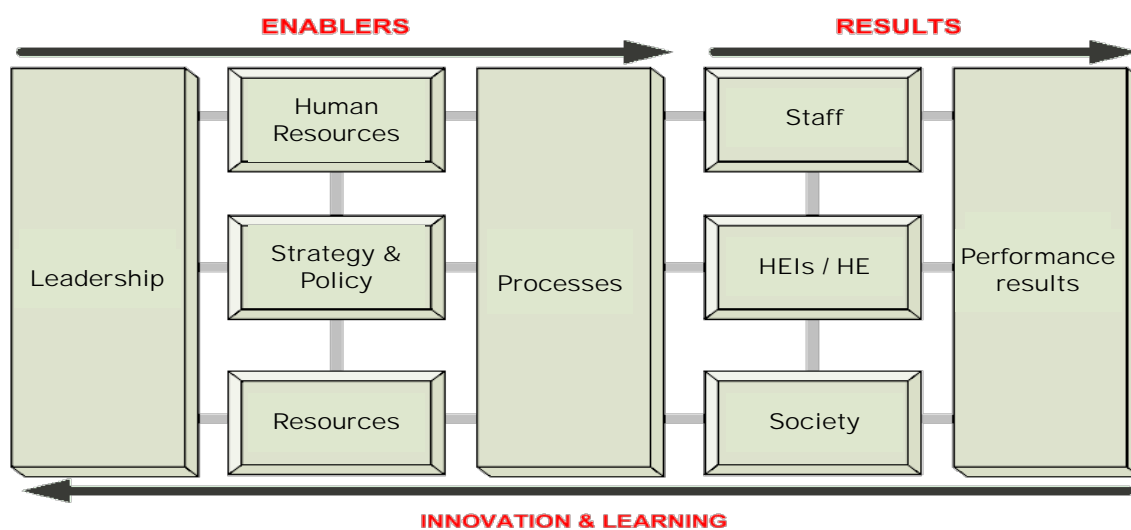 ENABLERS
RESULTS
Leadership
Human
Resources
Strategy &
Policy
Resources
Processes
Staff
HEIs / HE
Society
Performance
results
INNOVATION & LEARNING